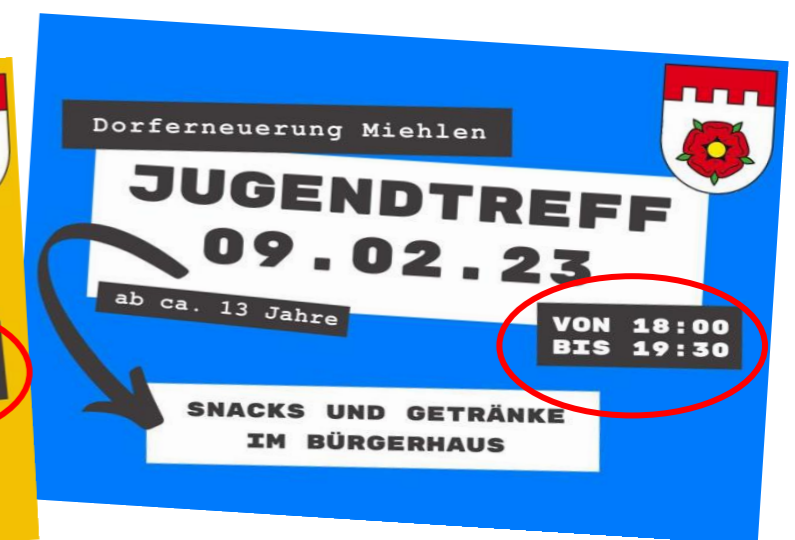 Dorferneuerung Miehlen
JUGENDTREFF
09.02.23
ab ca. 13 Jahre
VON 18:00
BIS 19:30
SNACKS UND GETRÄNKE
IM BÜRGERHAUS